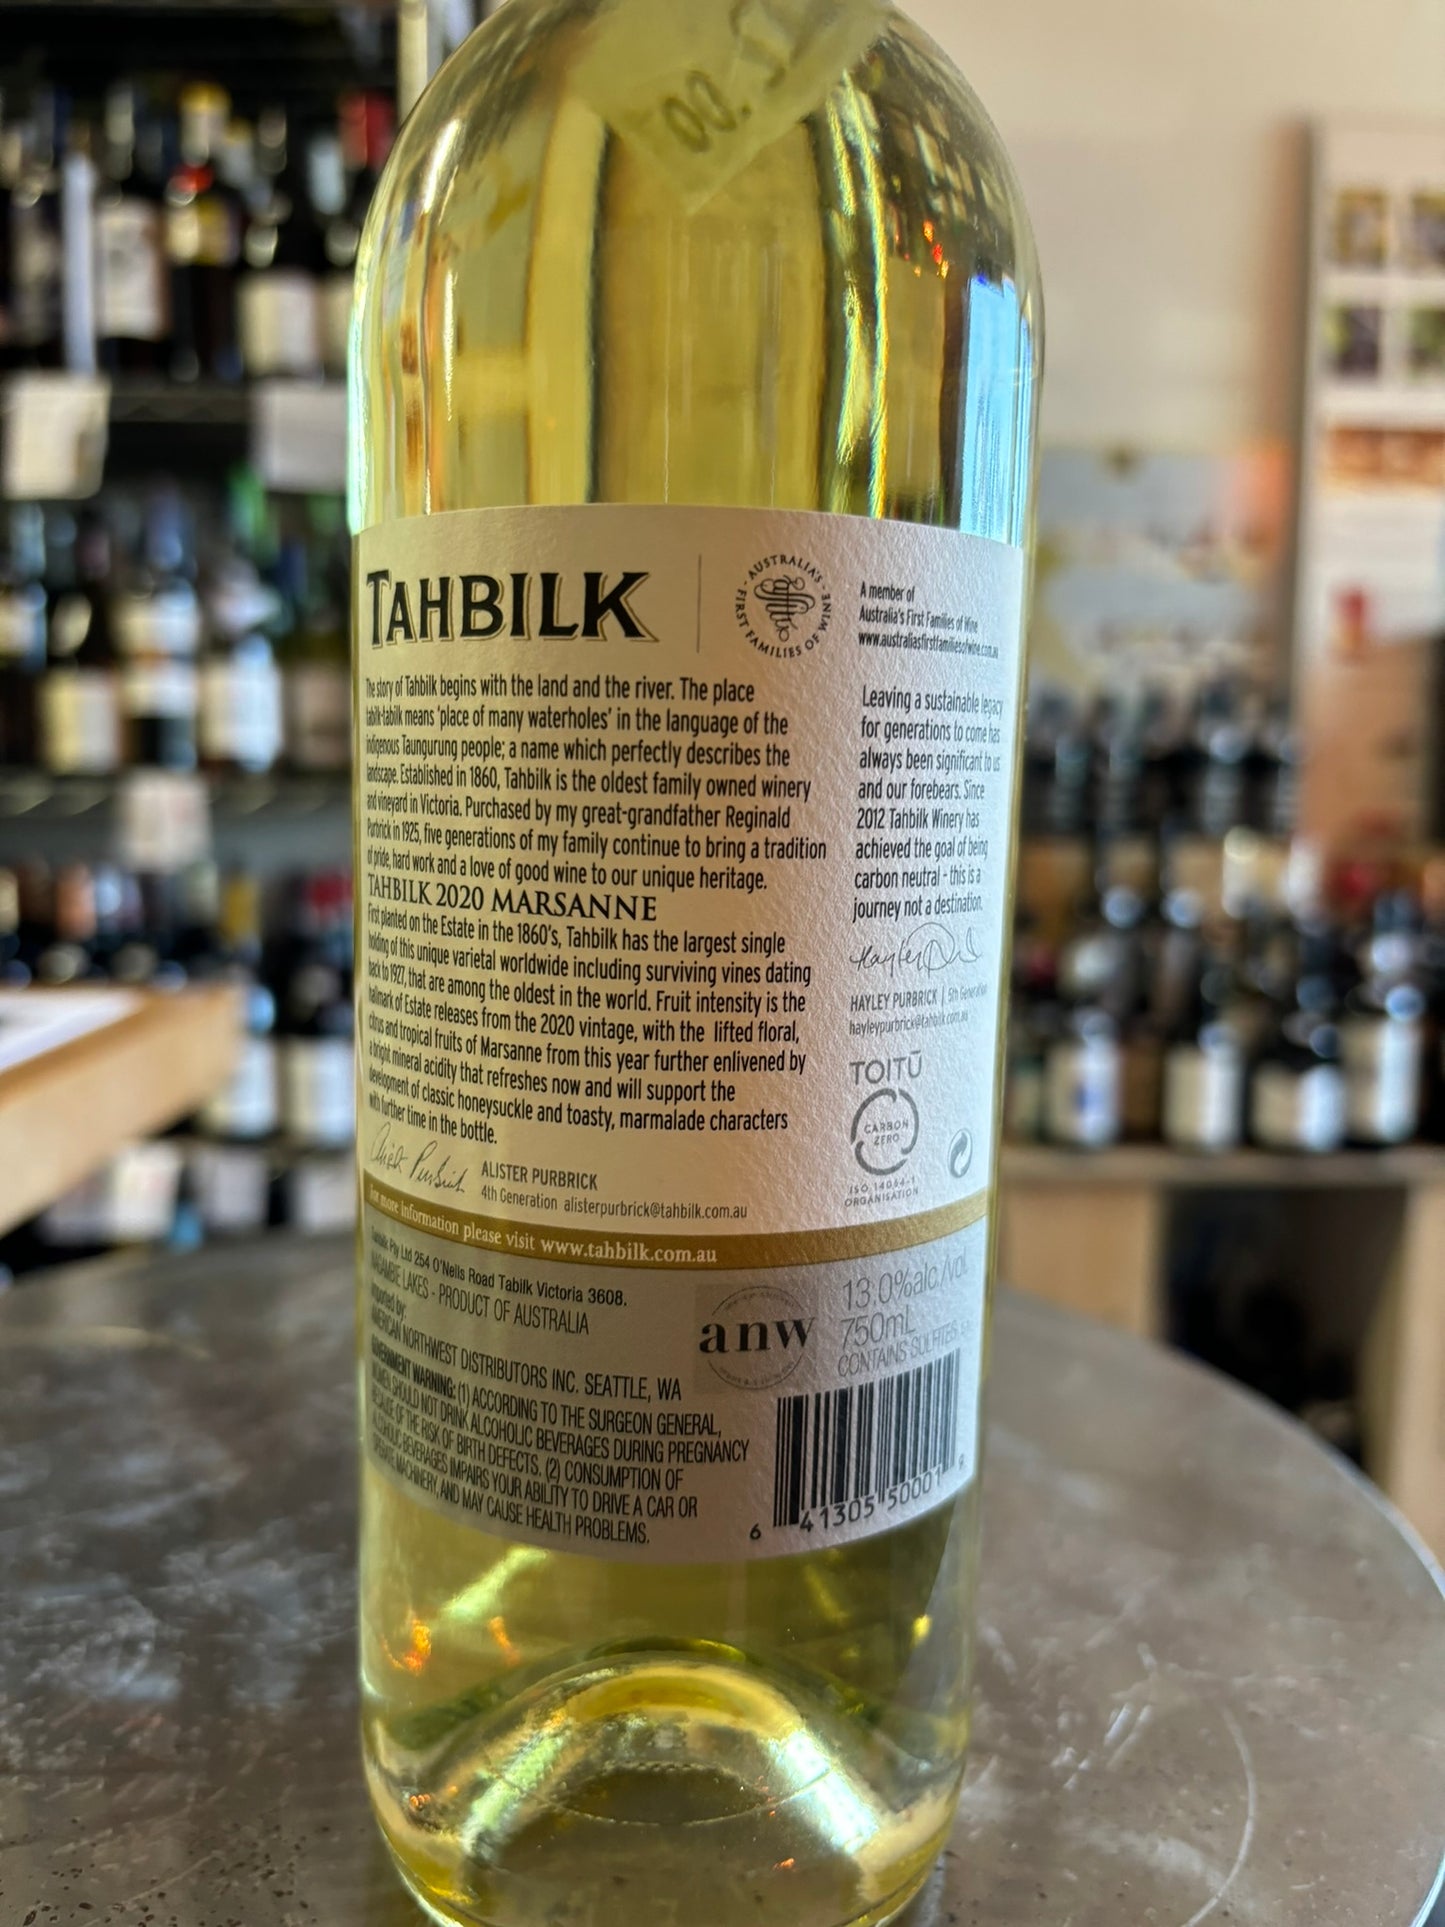 TAHBILK
AUSTRALIA'S FIRST FAMILIES OF WINE
A member of
Australia's First Families of Wine
www.australiasfirstfamiliesofwine.com.au
The story of Tahbilk begins with the land and the river. The place
tabilk-tabilk means 'place of many waterholes' in the language of the
indigenous Taungurung people; a name which perfectly describes the
landscape. Established in 1860, Tahbilk is the oldest family owned winery
and vineyard in Victoria. Purchased by my great-grandfather Reginald
Purbrick in 1925, five generations of my family continue to bring a tradition
of pride, hard work and a love of good wine to our unique heritage.
TAHBILK 2020 MARSANNE
First planted on the Estate in the 1860's, Tahbilk has the largest single
holding of this unique varietal worldwide including surviving vines dating
back to 1927, that are among the oldest in the world. Fruit intensity is the
hallmark of Estate releases from the 2020 vintage, with the lifted floral,
citrus and tropical fruits of Marsanne from this year further enlivened by
a bright mineral acidity that refreshes now and will support the
development of classic honeysuckle and toasty, marmalade characters
with further time in the bottle.
Alister Purbrick
ALISTER PURBRICK
4th Generation alisterpurbrick@tahbilk.com.au
Leaving a sustainable legacy
for generations to come has
always been significant to us
and our forebears. Since
2012 Tahbilk Winery has
achieved the goal of being
carbon neutral - this is a
journey not a destination.
HAYLEY PURBRICK | 5th Generation
hayleypurbrick@tahbilk.com.au
TOITŪ
CARBON
ZERO
ISO 14064-1
ORGANISATION
for more information please visit www.tahbilk.com.au
Tahbilk Pty Ltd 254 O'Neils Road Tabilk Victoria 3608.
NAGAMBIE LAKES - PRODUCT OF AUSTRALIA
Imported by:
AMERICAN NORTHWEST DISTRIBUTORS INC. SEATTLE, WA
GOVERNMENT WARNING: (1) ACCORDING TO THE SURGEON GENERAL,
WOMEN SHOULD NOT DRINK ALCOHOLIC BEVERAGES DURING PREGNANCY
BECAUSE OF THE RISK OF BIRTH DEFECTS. (2) CONSUMPTION OF
ALCOHOLIC BEVERAGES IMPAIRS YOUR ABILITY TO DRIVE A CAR OR
OPERATE MACHINERY, AND MAY CAUSE HEALTH PROBLEMS.
anw
13.0%alc./vol.
750mL
CONTAINS SULFITES
6 41305 50001